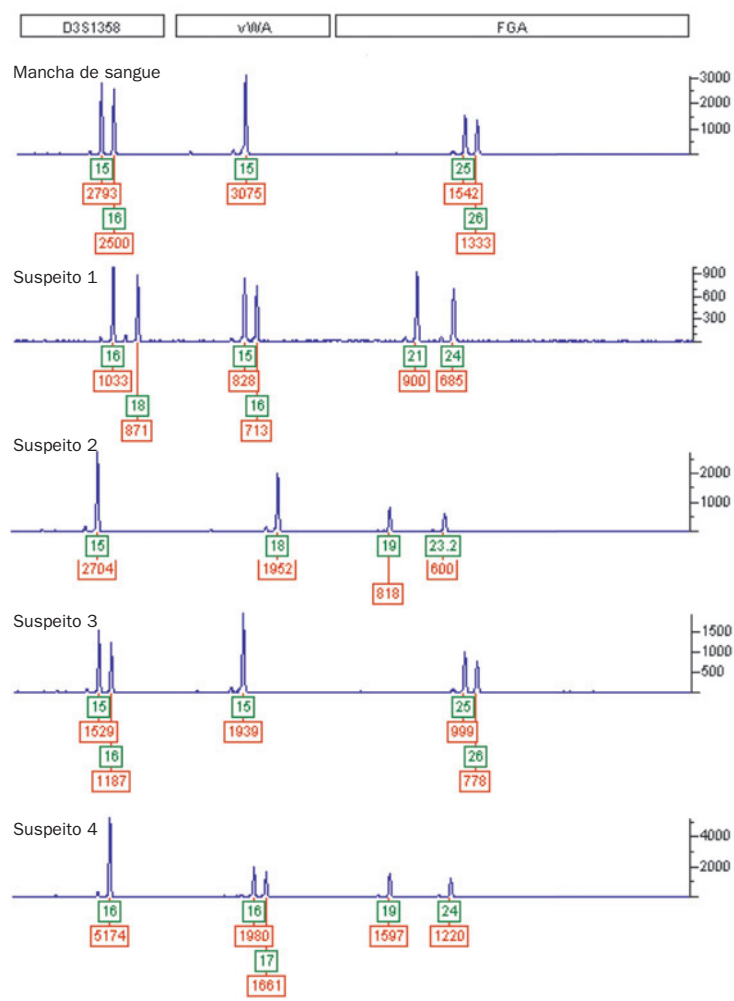 D3S1358 vWA FGA
Mancha de sangue
3000
2000
1000
15 15 25
2793 3075 1542
16 26
2500 1333
Suspeito 1
900
600
300
16 15 21 24
1033 828 900 685
18 16
871 713
Suspeito 2
2000
1000
15 18 19 23.2
2704 1952 600
818
Suspeito 3
1500
1000
500
15 15 25
1529 1939 999
16 26
1187 778
Suspeito 4
4000
2000
16 16 19 24
5174 1980 1597 1220
17
1661